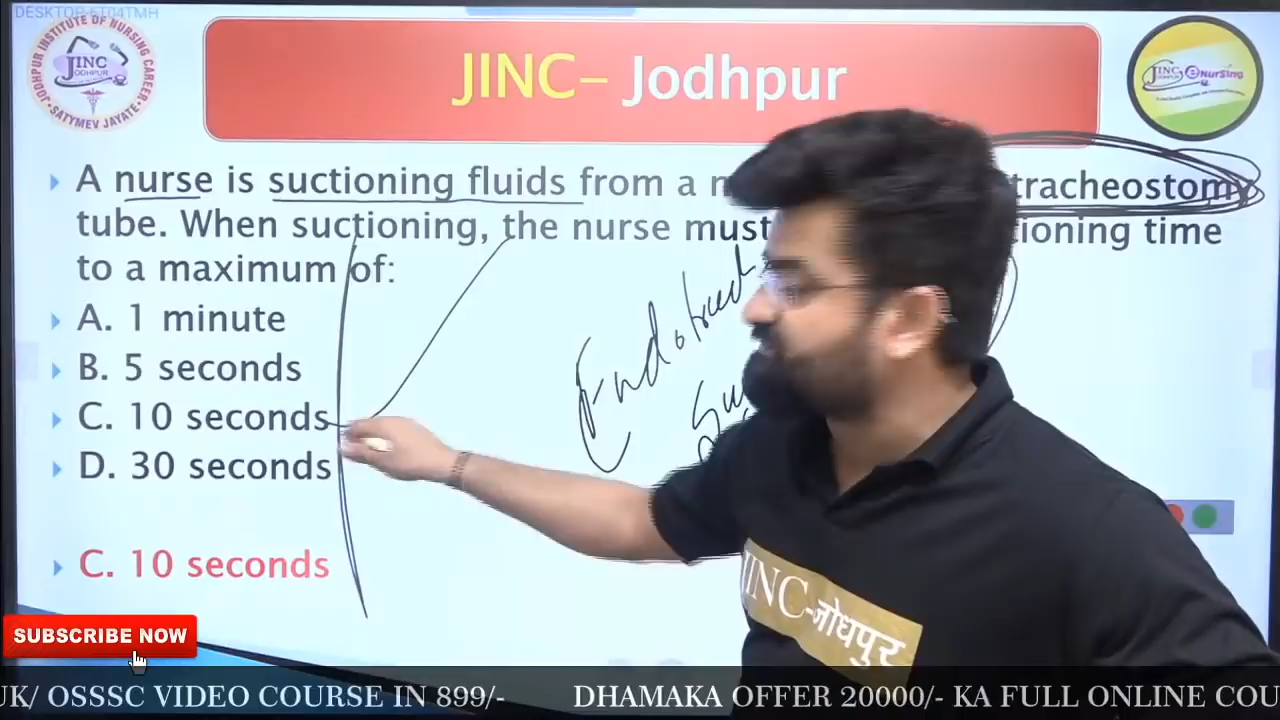 DESKTOP-6T04TMH
JODHPUR INSTITUTE OF NURSING CAREER
JINC
JODHPUR
SATYMEV JAYATE
JINC– Jodhpur
JINC
eNursing
A nurse is suctioning fluids from a
tracheostomy
tube. When suctioning, the nurse must
time
to a maximum of:
A. 1 minute
B. 5 seconds
C. 10 seconds
D. 30 seconds
C. 10 seconds
JINC-जोधपुर
SUBSCRIBE NOW
UK/ OSSSC VIDEO COURSE IN 899/- DHAMAKA OFFER 20000/- KA FULL ONLINE COU